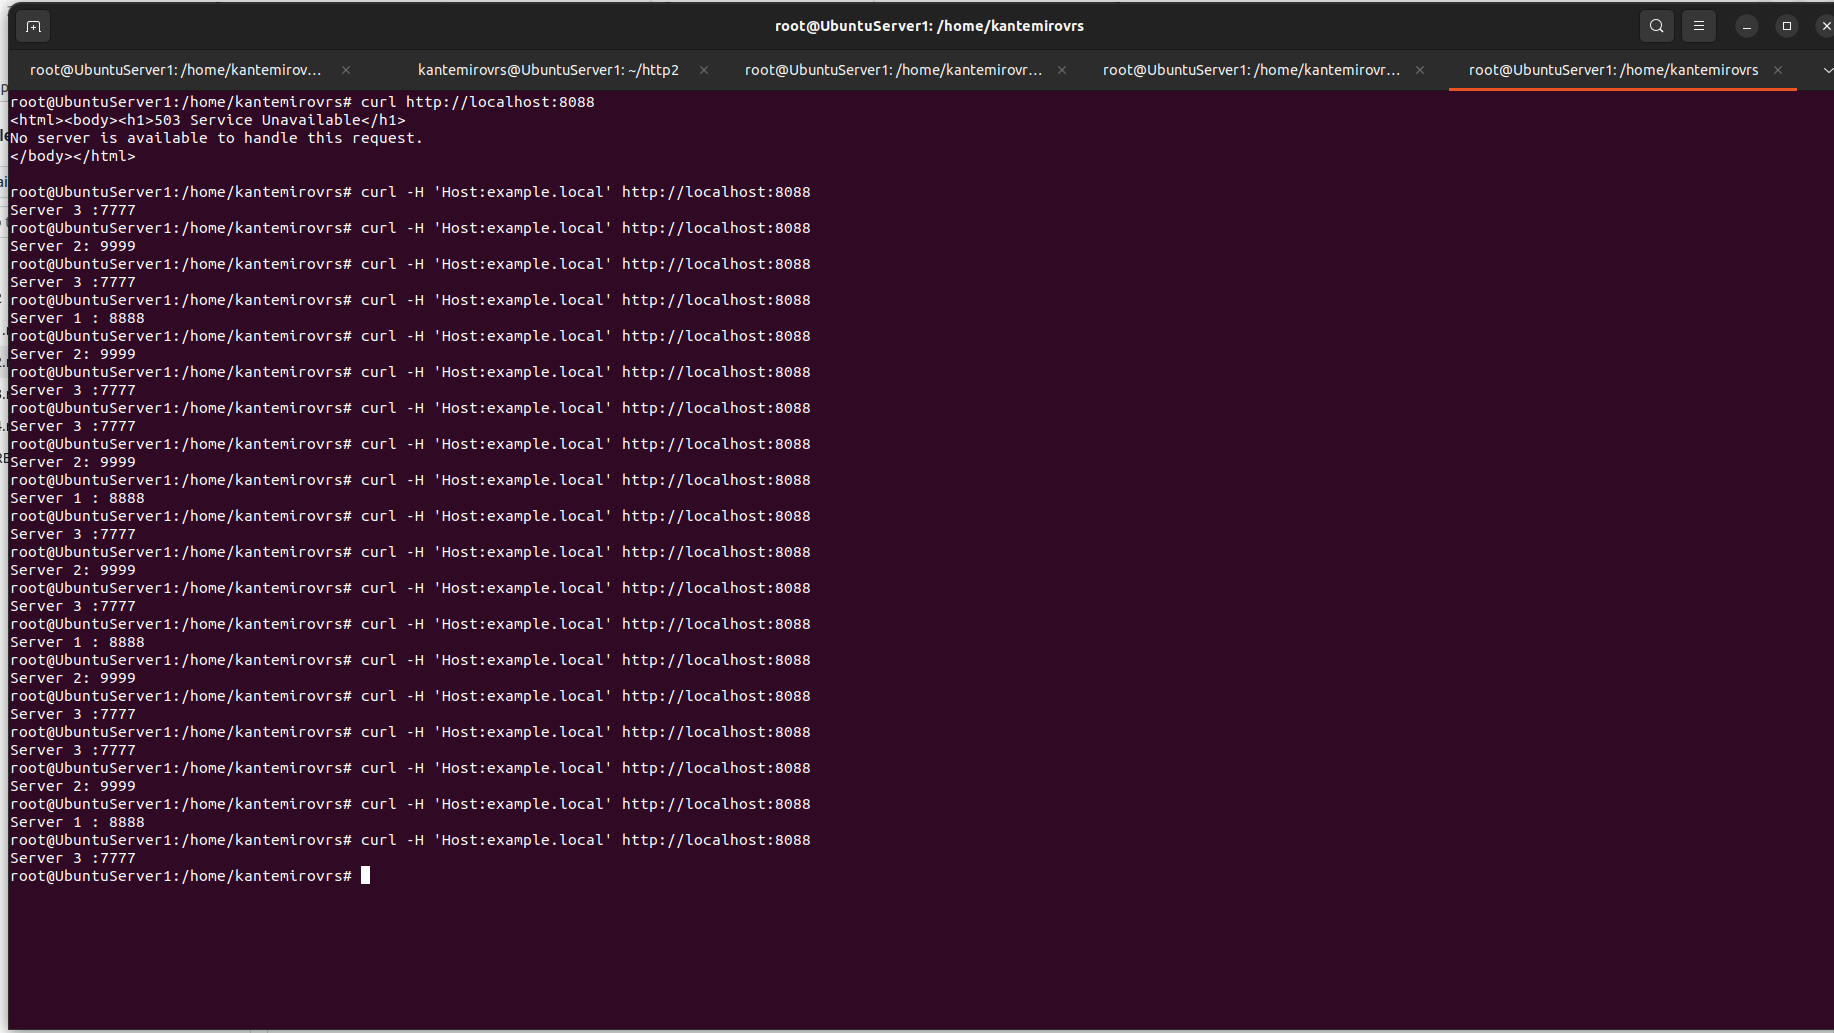 root@UbuntuServer1: /home/kantemirovrs
root@UbuntuServer1: /home/kantemirov...
kantemirovrs@UbuntuServer1: ~/http2
root@UbuntuServer1: /home/kantemirovr...
root@UbuntuServer1: /home/kantemirovr...
root@UbuntuServer1: /home/kantemirovrs
root@UbuntuServer1:/home/kantemirovrs# curl http://localhost:8088
<html><body><h1>503 Service Unavailable</h1>
No server is available to handle this request.
</body></html>
root@UbuntuServer1:/home/kantemirovrs# curl -H 'Host:example.local' http://localhost:8088
Server 3 :7777
root@UbuntuServer1:/home/kantemirovrs# curl -H 'Host:example.local' http://localhost:8088
Server 2: 9999
root@UbuntuServer1:/home/kantemirovrs# curl -H 'Host:example.local' http://localhost:8088
Server 3 :7777
root@UbuntuServer1:/home/kantemirovrs# curl -H 'Host:example.local' http://localhost:8088
Server 1 : 8888
root@UbuntuServer1:/home/kantemirovrs# curl -H 'Host:example.local' http://localhost:8088
Server 2: 9999
root@UbuntuServer1:/home/kantemirovrs# curl -H 'Host:example.local' http://localhost:8088
Server 3 :7777
root@UbuntuServer1:/home/kantemirovrs# curl -H 'Host:example.local' http://localhost:8088
Server 3 :7777
root@UbuntuServer1:/home/kantemirovrs# curl -H 'Host:example.local' http://localhost:8088
Server 2: 9999
root@UbuntuServer1:/home/kantemirovrs# curl -H 'Host:example.local' http://localhost:8088
Server 1 : 8888
root@UbuntuServer1:/home/kantemirovrs# curl -H 'Host:example.local' http://localhost:8088
Server 3 :7777
root@UbuntuServer1:/home/kantemirovrs# curl -H 'Host:example.local' http://localhost:8088
Server 2: 9999
root@UbuntuServer1:/home/kantemirovrs# curl -H 'Host:example.local' http://localhost:8088
Server 3 :7777
root@UbuntuServer1:/home/kantemirovrs# curl -H 'Host:example.local' http://localhost:8088
Server 1 : 8888
root@UbuntuServer1:/home/kantemirovrs# curl -H 'Host:example.local' http://localhost:8088
Server 2: 9999
root@UbuntuServer1:/home/kantemirovrs# curl -H 'Host:example.local' http://localhost:8088
Server 3 :7777
root@UbuntuServer1:/home/kantemirovrs# curl -H 'Host:example.local' http://localhost:8088
Server 3 :7777
root@UbuntuServer1:/home/kantemirovrs# curl -H 'Host:example.local' http://localhost:8088
Server 2: 9999
root@UbuntuServer1:/home/kantemirovrs# curl -H 'Host:example.local' http://localhost:8088
Server 1 : 8888
root@UbuntuServer1:/home/kantemirovrs# curl -H 'Host:example.local' http://localhost:8088
Server 3 :7777
root@UbuntuServer1:/home/kantemirovrs#